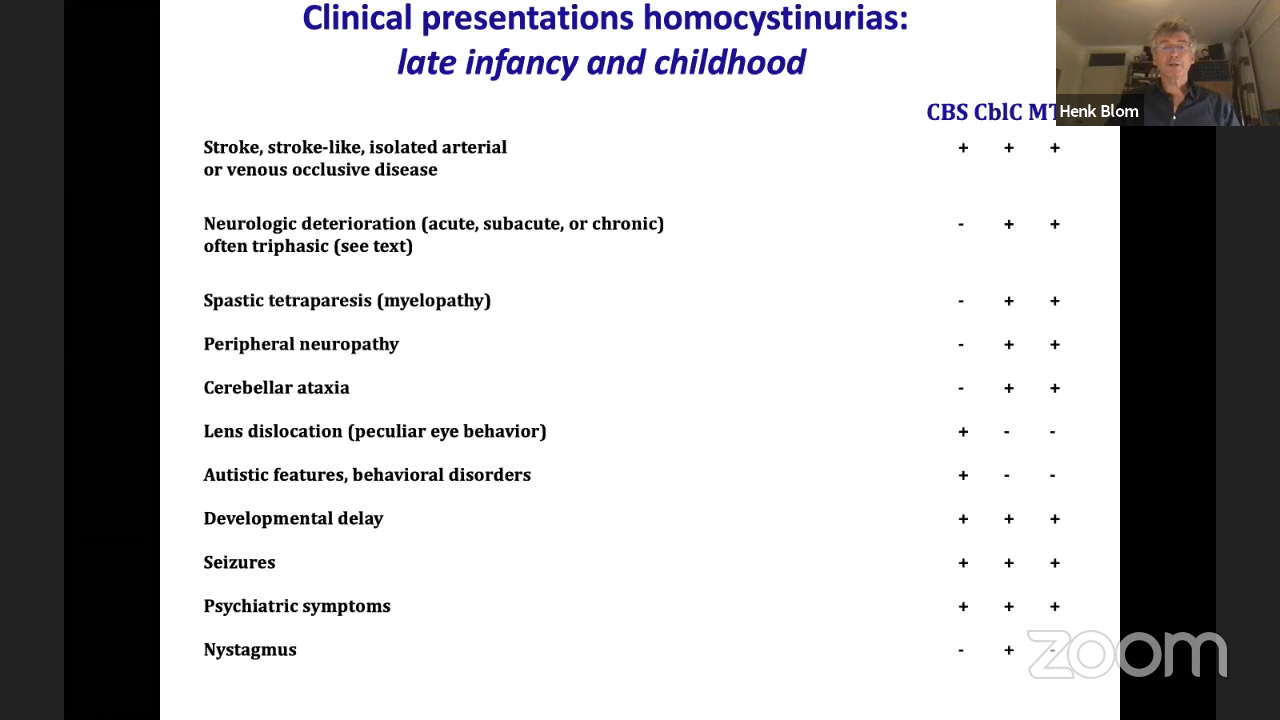 Clinical presentations homocystinurias:
late infancy and childhood
CBS CblC
Henk Blom
Stroke, stroke-like, isolated arterial + + +
or venous occlusive disease
Neurologic deterioration (acute, subacute, or chronic) - + +
often triphasic (see text)
Spastic tetraparesis (myelopathy) - + +
Peripheral neuropathy - + +
Cerebellar ataxia - + +
Lens dislocation (peculiar eye behavior) + - -
Autistic features, behavioral disorders + - -
Developmental delay + + +
Seizures + + +
Psychiatric symptoms + + +
Nystagmus - + -
zoom